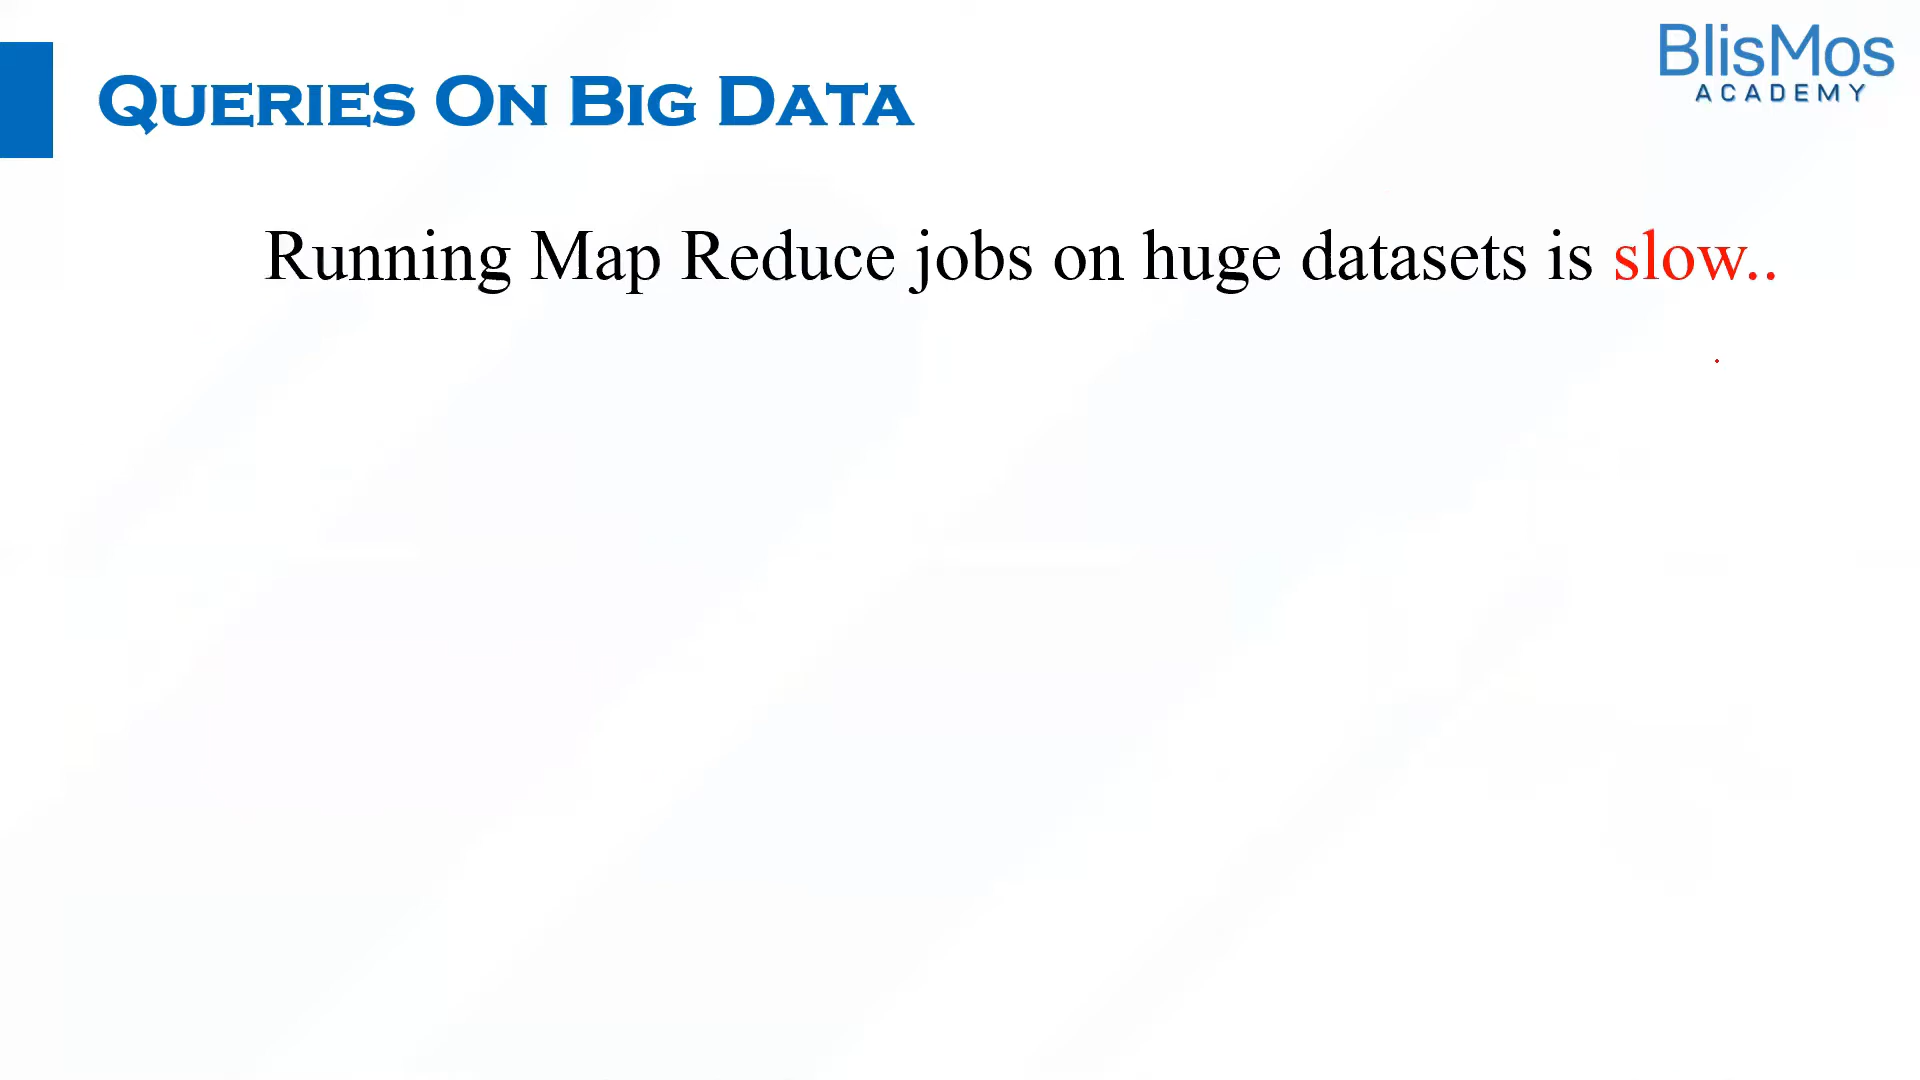 BlisMos
ACADEMY
QUERIES ON BIG DATA
Running Map Reduce jobs on huge datasets is slow..